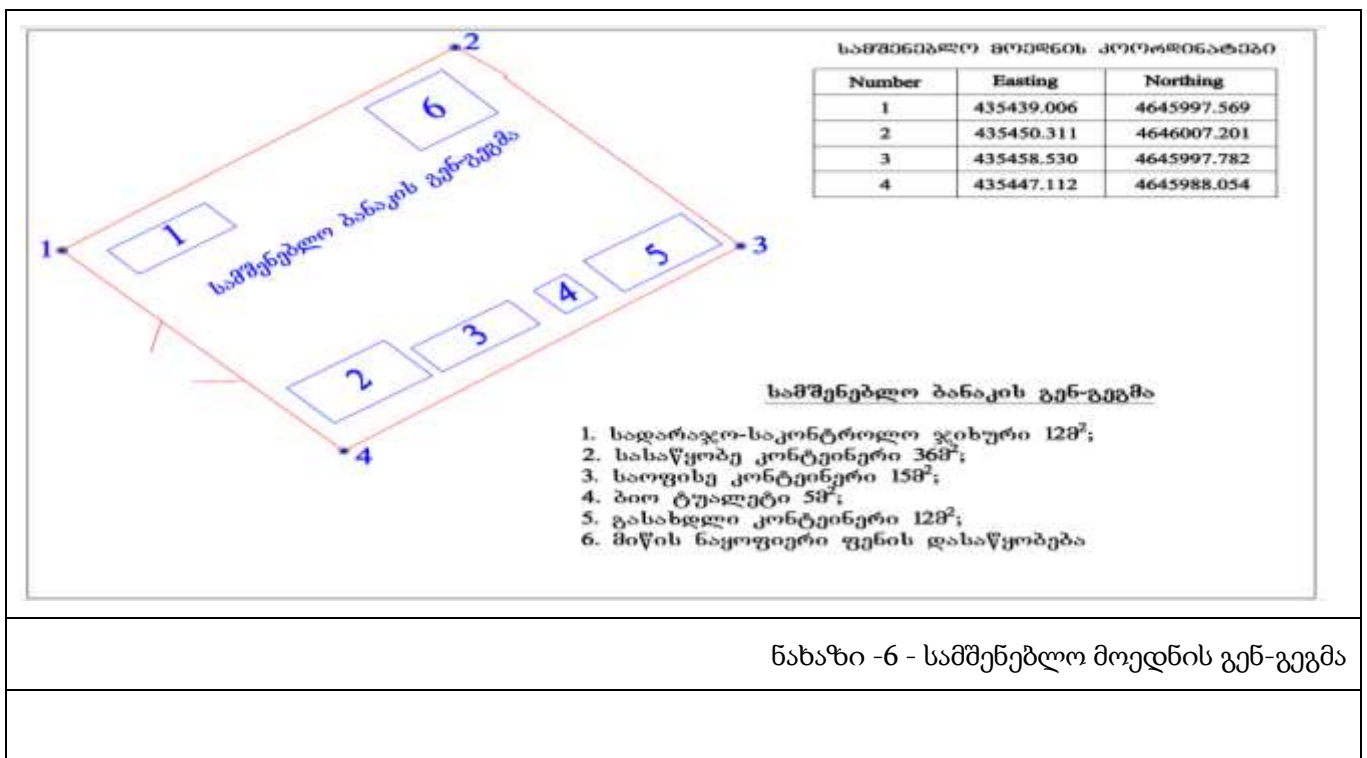 2
სამშენებლო მოედნის კოორდინატები
Number Easting Northing
1 435439.006 4645997.569
2 435450.311 4646007.201
3 435458.530 4645997.782
4 435447.112 4645988.054
6
სამშენებლო ბანაკის გენ-გეგმა
1
1
5
3
4
3
2
4
სამშენებლო ბანაკის გენ-გეგმა
1. სადარაჯო-საკონტროლო ჯიხური 12მ²;
2. სასაწყობე კონტეინერი 36მ²;
3. საოფისე კონტეინერი 15მ²;
4. ბიო ტუალეტი 5მ²;
5. გასახდლი კონტეინერი 12მ²;
6. მიწის ნაყოფიერი ფენის დასაწყობება
ნახაზი -6 - სამშენებლო მოედნის გენ-გეგმა